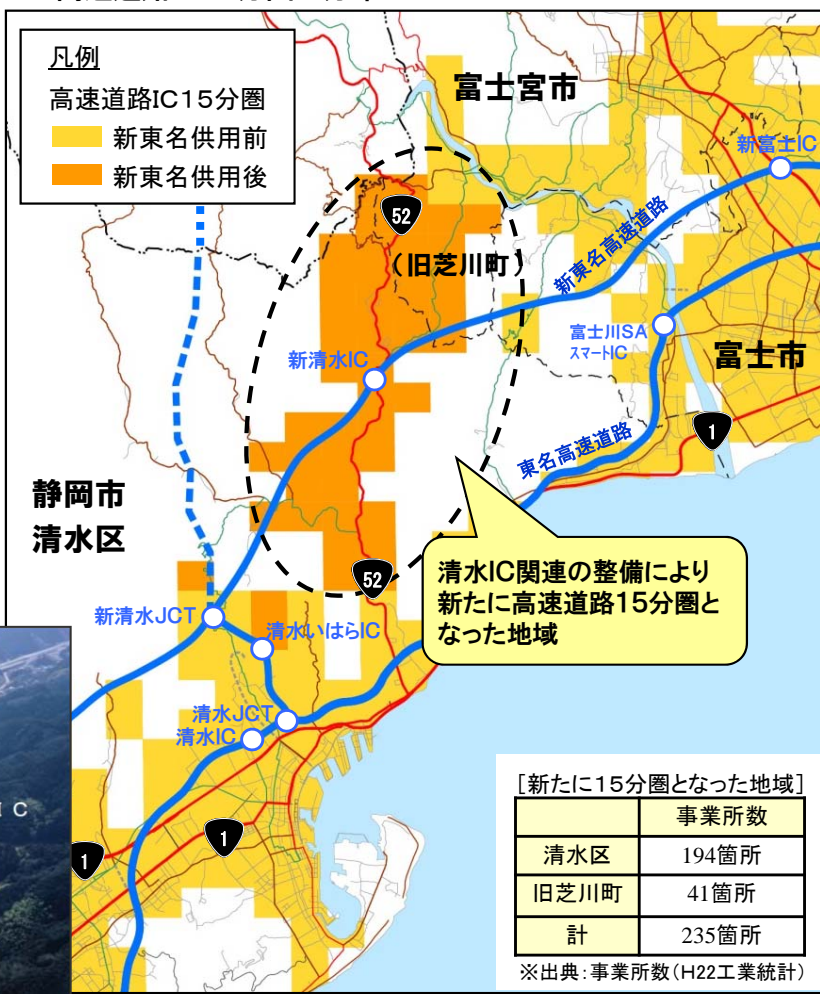 凡例
高速道路IC15分圏
新東名供用前
新東名供用後
富士宮市
新富士IC
52
(旧芝川町)
新東名高速道路
富士川SA
スマートIC
富士市
新清水IC
1
東名高速道路
静岡市
清水区
清水IC関連の整備により
新たに高速道路15分圏と
なった地域
52
新清水JCT
清水いはらIC
清水JCT
清水IC
IC
1
1
[新たに15分圏となった地域]
事業所数
清水区 194箇所
旧芝川町 41箇所
計 235箇所
※出典:事業所数(H22工業統計)